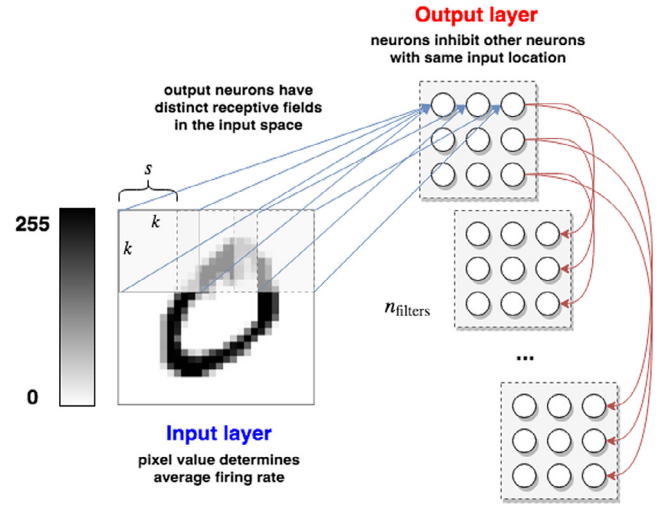 Output layer
neurons inhibit other neurons
with same input location
output neurons have
distinct receptive fields
in the input space
s
k
k
255
0
n_filters
...
Input layer
pixel value determines
average firing rate